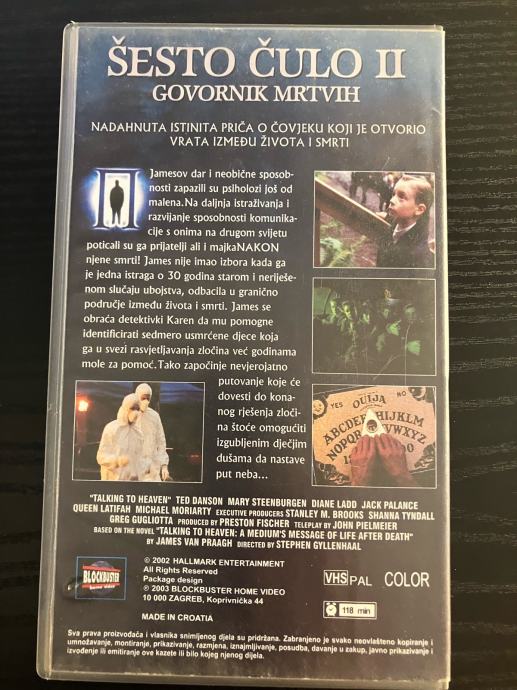 ŠESTO ČULO II
GOVORNIK MRTVIH
NADAHNUTA ISTINITA PRIČA O ČOVJEKU KOJI JE OTVORIO
VRATA IZMEĐU ŽIVOTA I SMRTI
II
Jamesov dar i neobične sposob-
nosti zapazili su psiholozi još od
malena. Na daljnja istraživanja i
razvijanje sposobnosti komunika-
cije s onima na drugom svijetu
poticali su ga prijatelji ali i majkaNAKON
njene smrti! James nije imao izbora kada ga
je jedna istraga o 30 godina starom i neriješe-
nom slučaju ubojstva, odbacila u granično
područje između života i smrti. James se
obraća detektivki Karen da mu pomogne
identificirati sedmero usmrćene djece koja
ga u svezi rasvjetljavanja zločina već godinama
mole za pomoć. Tako započinje nevjerojatno
putovanje koje će
dovesti do kona-
nog rješenja zloči-
na štoće omogućiti
izgubljenim dječjim
dušama da nastave
put neba...
YES OUIJA NO
ABCDEFGHIJKLM
NOPQ VWXYZ
"TALKING TO HEAVEN" TED DANSON MARY STEENBURGEN DIANE LADD JACK PALANCE
QUEEN LATIFAH MICHAEL MORIARTY EXECUTIVE PRODUCERS STANLEY M. BROOKS SHANNA TYNDALL
GREG GUGLIOTTA PRODUCED BY PRESTON FISCHER TELEPLAY BY JOHN PIELMEIER
BASED ON THE NOVEL "TALKING TO HEAVEN: A MEDIUM'S MESSAGE OF LIFE AFTER DEATH"
BY JAMES VAN PRAAGH DIRECTED BY STEPHEN GYLLENHAAL
BLOCKBUSTER
home video
© 2002 HALLMARK ENTERTAINMENT
All Rights Reserved
Package design
℗ 2003 BLOCKBUSTER HOME VIDEO
10 000 ZAGREB, Koprivnička 44
MADE IN CROATIA
VHS PAL COLOR
118 min
Sva prava proizvođača i vlasnika snimljenog djela su pridržana. Zabranjeno je svako neovlašteno kopiranje i
umnožavanje, montiranje, prikazivanje, razmjena, iznajmljivanje, posudba, davanje u zakup, javno prikazivanje i
izvođenje ili emitiranje ove kazete ili bilo kojeg njenog dijela.